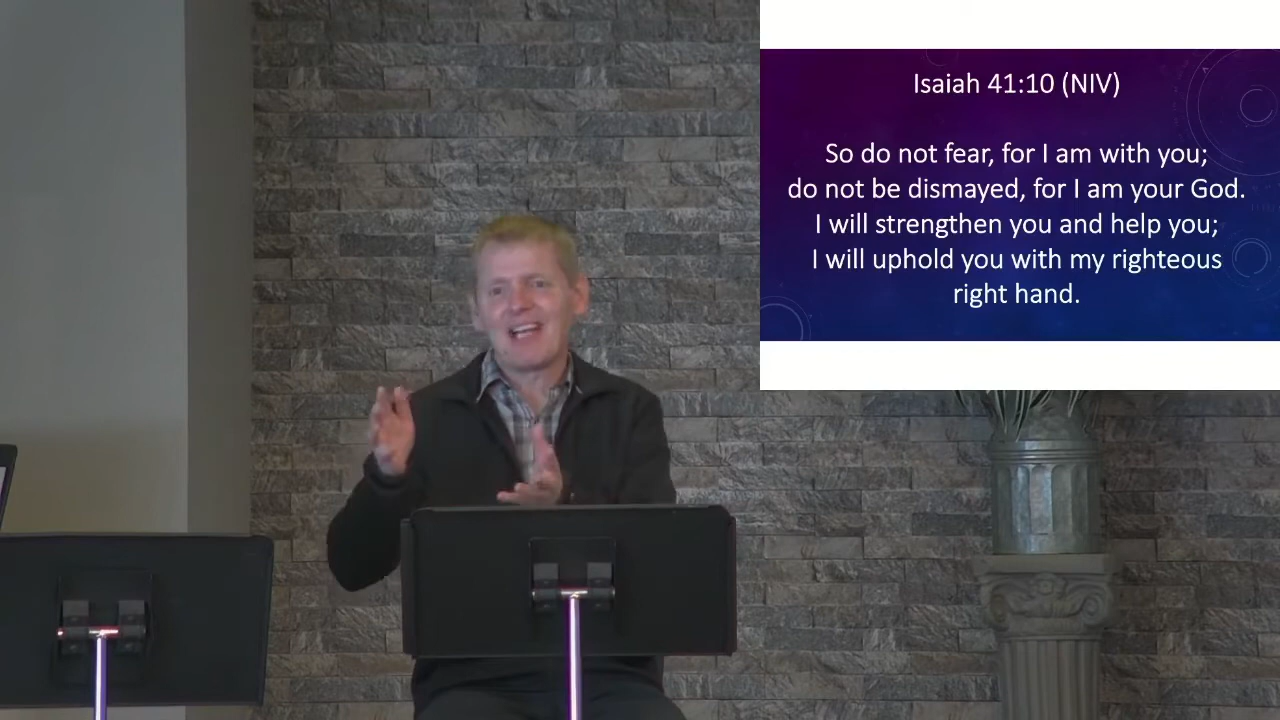 Isaiah 41:10 (NIV)
So do not fear, for I am with you;
do not be dismayed, for I am your God.
I will strengthen you and help you;
I will uphold you with my righteous
right hand.